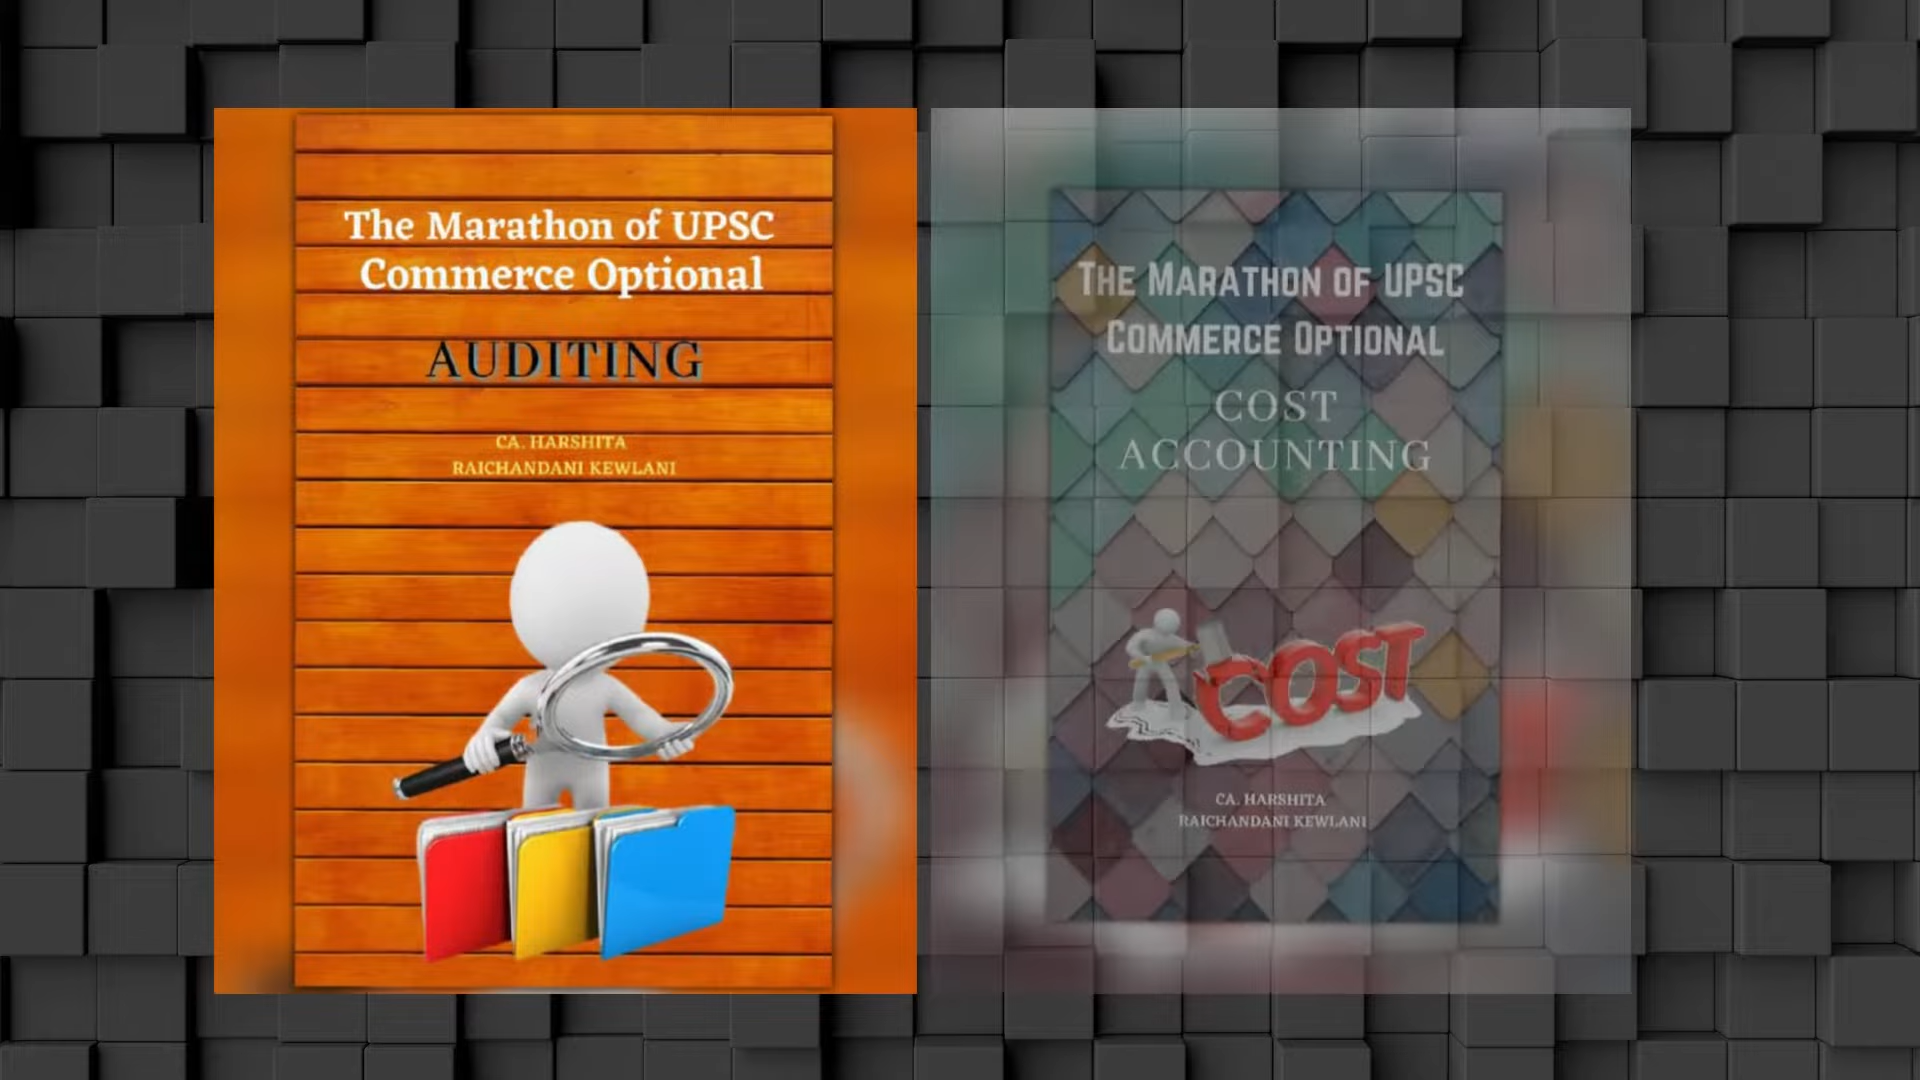 The Marathon of UPSC
Commerce Optional
AUDITING
CA. HARSHITA
RAICHANDANI KEWLANI
THE MARATHON OF UPSC
COMMERCE OPTIONAL
COST
ACCOUNTING
COST
CA. HARSHITA
RAICHANDANI KEWLANI